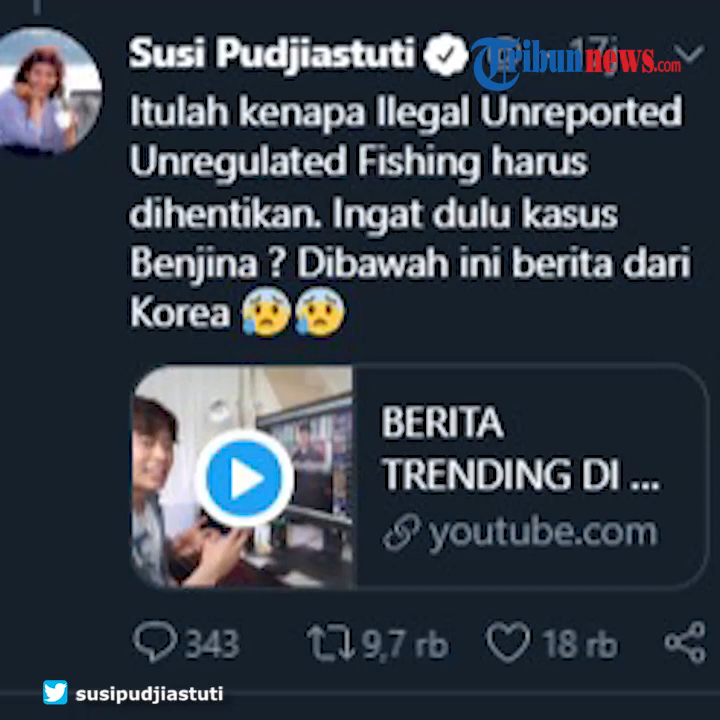 Susi Pudjiastuti
Tribunnews.com
Itulah kenapa Ilegal Unreported
Unregulated Fishing harus
dihentikan. Ingat dulu kasus
Benjina ? Dibawah ini berita dari
Korea 😰😰
BERITA
TRENDING DI ...
youtube.com
343 9,7 rb 18 rb
susipudjiastuti